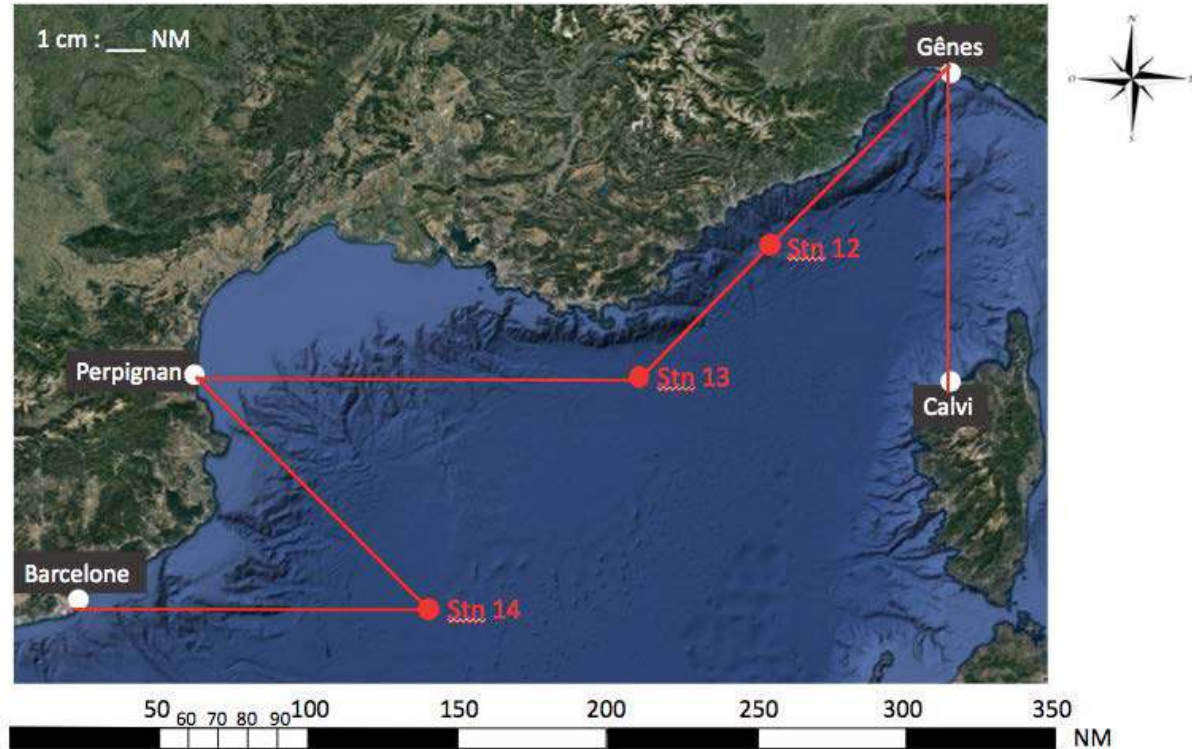 1 cm : ___ NM
Gênes
N
O
E
S
Stn 12
Perpignan
Stn 13
Calvi
Barcelone
Stn 14
50 60 70 80 90 100 150 200 250 300 350
NM